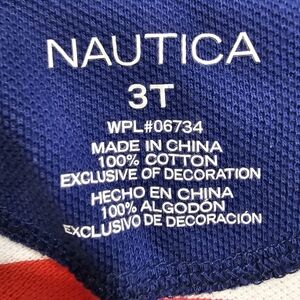 NAUTICA
3T
WPL#06734
MADE IN CHINA
100% COTTON
EXCLUSIVE OF DECORATION
HECHO EN CHINA
100% ALGODÓN
EXCLUSIVO DE DECORACIÓN